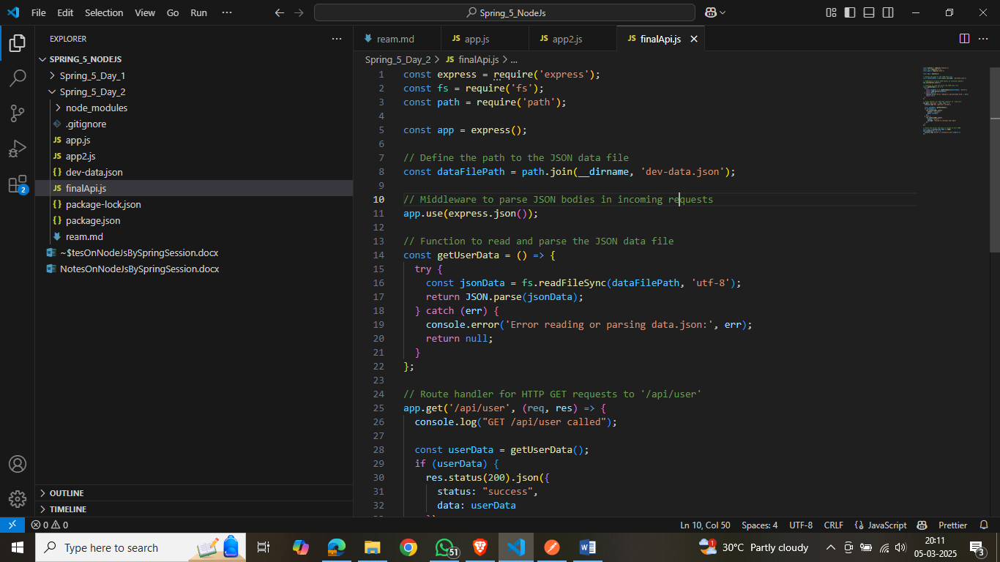 File Edit Selection View Go Run ··· Spring_5_NodeJs
EXPLORER ···
SPRING_5_NODEJS
Spring_5_Day_1
Spring_5_Day_2
node_modules
.gitignore
JS app.js
JS app2.js
{} dev-data.json
JS finalApi.js
{} package-lock.json
{} package.json
ream.md
~$tesOnNodeJsBySpringSession.docx
NotesOnNodeJsBySpringSession.docx
OUTLINE
TIMELINE
2
ream.md JS app.js JS app2.js JS finalApi.js ···
Spring_5_Day_2 > JS finalApi.js > ...
1 const express = require('express');
2 const fs = require('fs');
3 const path = require('path');
4
5 const app = express();
6
7 // Define the path to the JSON data file
8 const dataFilePath = path.join(__dirname, 'dev-data.json');
9
10 // Middleware to parse JSON bodies in incoming requests
11 app.use(express.json());
12
13 // Function to read and parse the JSON data file
14 const getUserData = () => {
15 try {
16 const jsonData = fs.readFileSync(dataFilePath, 'utf-8');
17 return JSON.parse(jsonData);
18 } catch (err) {
19 console.error('Error reading or parsing data.json:', err);
20 return null;
21 }
22 };
23
24 // Route handler for HTTP GET requests to '/api/user'
25 app.get('/api/user', (req, res) => {
26 console.log("GET /api/user called");
27
28 const userData = getUserData();
29 if (userData) {
30 res.status(200).json({
31 status: "success",
32 data: userData
0 0 Ln 10, Col 50 Spaces: 4 UTF-8 CRLF {} JavaScript Prettier
Type here to search 51 30°C Partly cloudy 1 20:11
05-03-2025 3